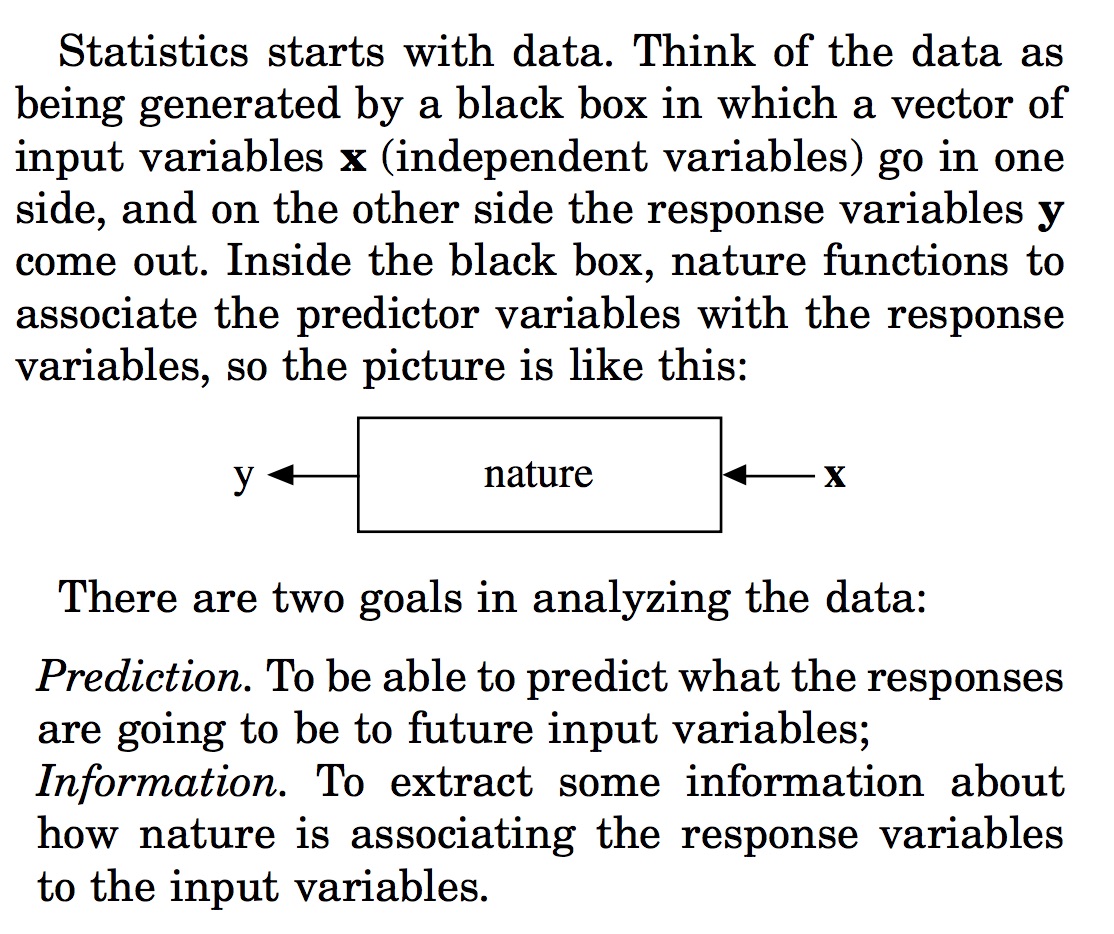 Statistics starts with data. Think of the data as
being generated by a black box in which a vector of
input variables x (independent variables) go in one
side, and on the other side the response variables y
come out. Inside the black box, nature functions to
associate the predictor variables with the response
variables, so the picture is like this:
y nature x
There are two goals in analyzing the data:
Prediction. To be able to predict what the responses
are going to be to future input variables;
Information. To extract some information about
how nature is associating the response variables
to the input variables.